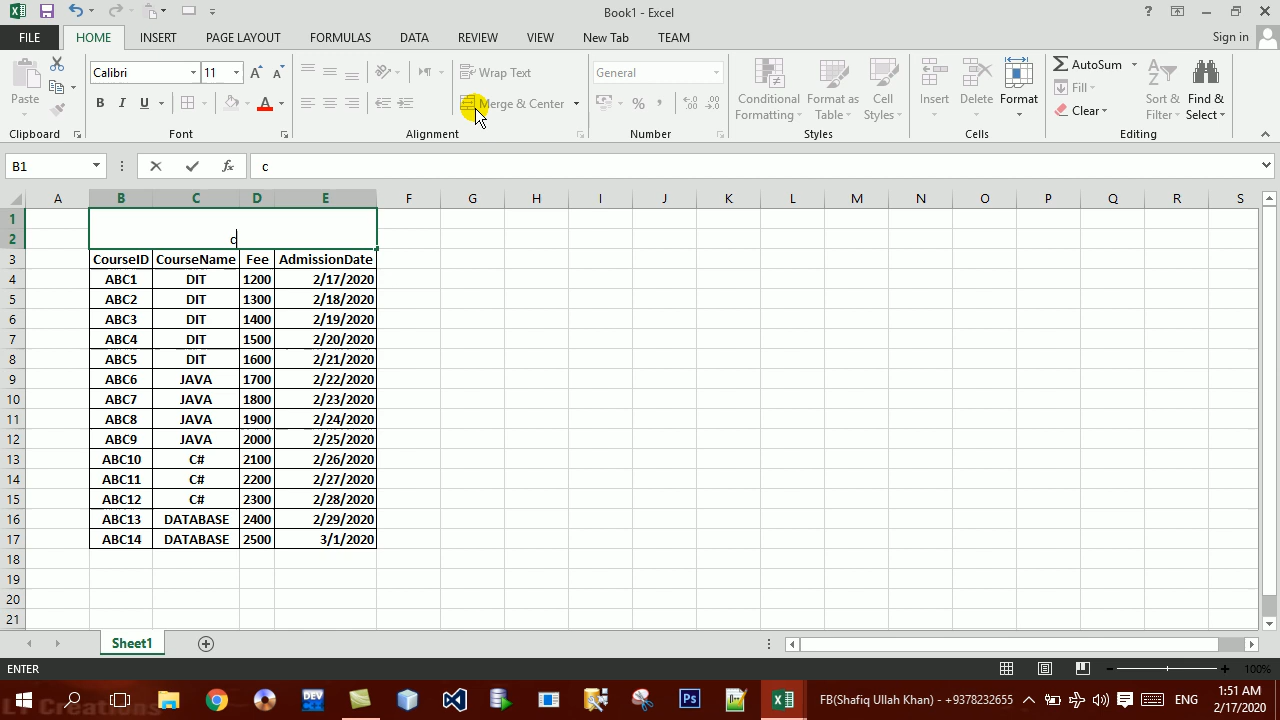 Book1 - Excel
?
FILE HOME INSERT PAGE LAYOUT FORMULAS DATA REVIEW VIEW New Tab TEAM Sign in
Paste
Clipboard
Calibri 11 A A
B I U A
Font
Wrap Text
Merge & Center
Alignment
General
% , .0 .00
Number
Conditional Formatting
Format as Table
Cell Styles
Styles
Insert Delete Format
Cells
AutoSum
Fill
Clear
Sort & Filter
Find & Select
Editing
B1 fx c
A B C D E F G H I J K L M N O P Q R S
1
2 c
3 CourseID CourseName Fee AdmissionDate
4 ABC1 DIT 1200 2/17/2020
5 ABC2 DIT 1300 2/18/2020
6 ABC3 DIT 1400 2/19/2020
7 ABC4 DIT 1500 2/20/2020
8 ABC5 DIT 1600 2/21/2020
9 ABC6 JAVA 1700 2/22/2020
10 ABC7 JAVA 1800 2/23/2020
11 ABC8 JAVA 1900 2/24/2020
12 ABC9 JAVA 2000 2/25/2020
13 ABC10 C# 2100 2/26/2020
14 ABC11 C# 2200 2/27/2020
15 ABC12 C# 2300 2/28/2020
16 ABC13 DATABASE 2400 2/29/2020
17 ABC14 DATABASE 2500 3/1/2020
18
19
20
21
Sheet1
ENTER 100%
LT Creations
DEV
Ps
FB(Shafiq Ullah Khan) - +9378232655
ENG
1:51 AM
2/17/2020